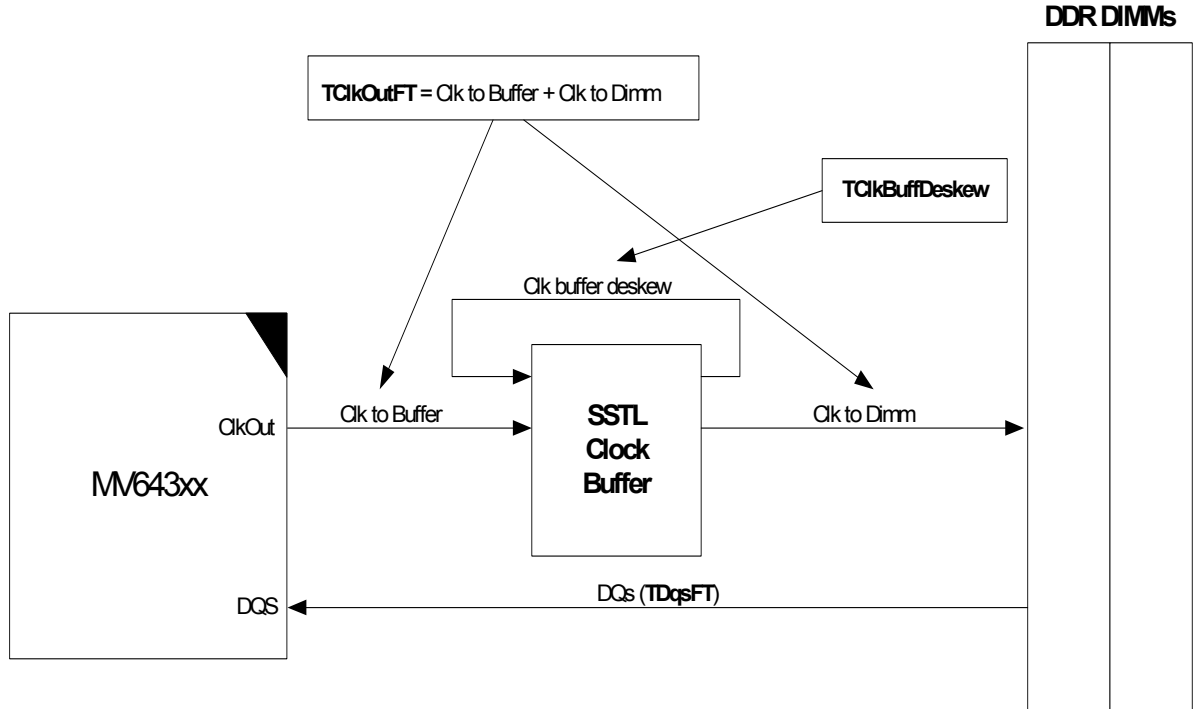 DDR DIMMs
TClkOutFT = Clk to Buffer + Clk to Dimm
TClkBuffDeskew
Clk buffer deskew
ClkOut
Clk to Buffer
SSTL
Clock
Buffer
Clk to Dimm
MV643xx
DQS
DQs (TDqsFT)